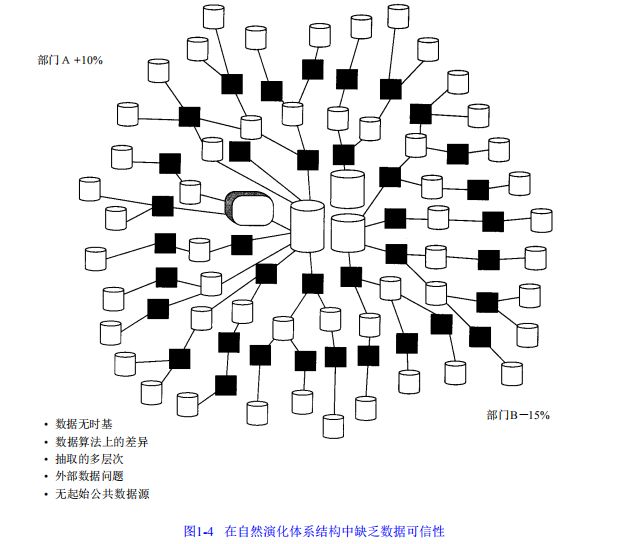 部门A +10%
部门B－15%
• 数据无时基
• 数据算法上的差异
• 抽取的多层次
• 外部数据问题
• 无起始公共数据源
图1-4 在自然演化体系结构中缺乏数据可信性